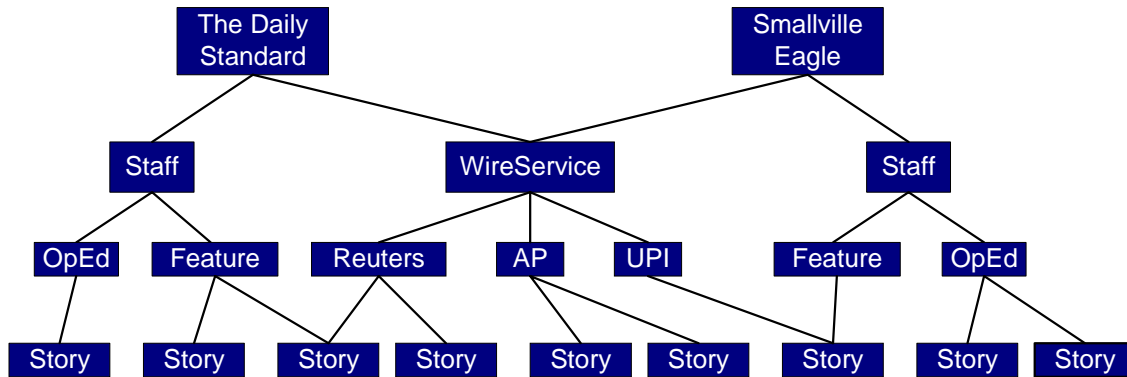 The Daily
Standard
Smallville
Eagle
Staff
WireService
Staff
OpEd
Feature
Reuters
AP
UPI
Feature
OpEd
Story
Story
Story
Story
Story
Story
Story
Story
Story